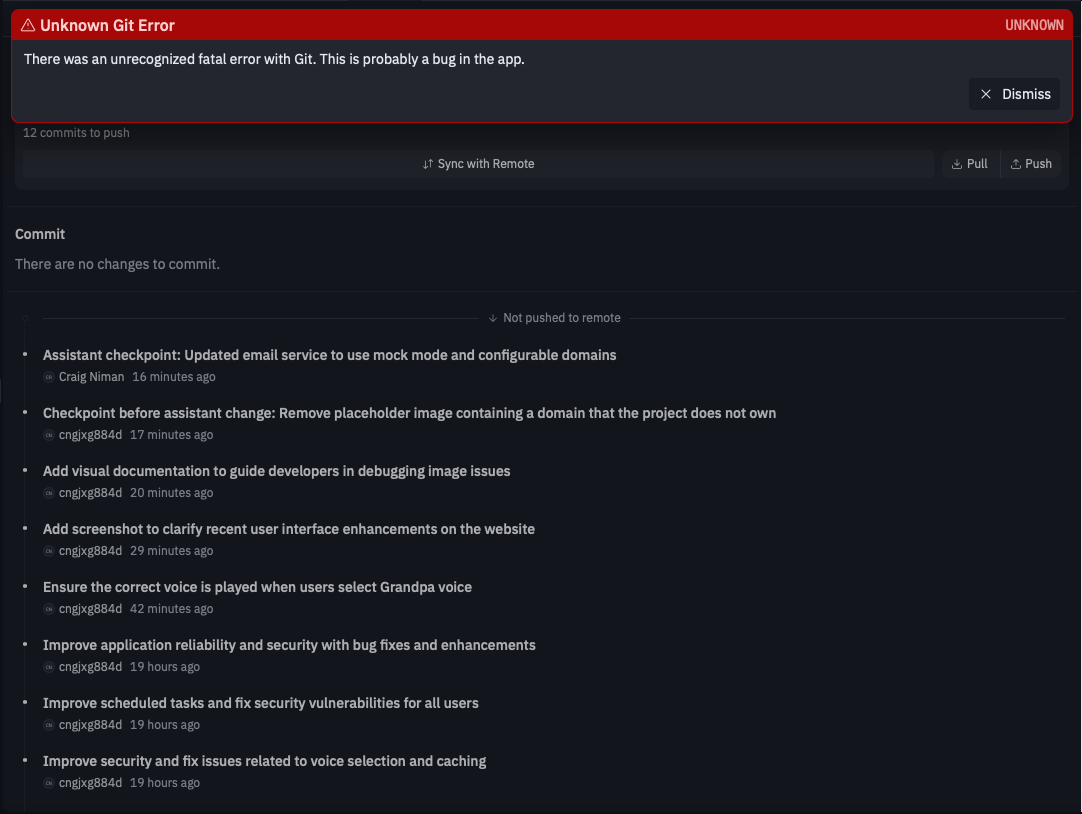 Unknown Git Error UNKNOWN
There was an unrecognized fatal error with Git. This is probably a bug in the app.
Dismiss
12 commits to push
Sync with Remote Pull Push
Commit
There are no changes to commit.
Not pushed to remote
Assistant checkpoint: Updated email service to use mock mode and configurable domains
Craig Niman 16 minutes ago
Checkpoint before assistant change: Remove placeholder image containing a domain that the project does not own
cngjxg884d 17 minutes ago
Add visual documentation to guide developers in debugging image issues
cngjxg884d 20 minutes ago
Add screenshot to clarify recent user interface enhancements on the website
cngjxg884d 29 minutes ago
Ensure the correct voice is played when users select Grandpa voice
cngjxg884d 42 minutes ago
Improve application reliability and security with bug fixes and enhancements
cngjxg884d 19 hours ago
Improve scheduled tasks and fix security vulnerabilities for all users
cngjxg884d 19 hours ago
Improve security and fix issues related to voice selection and caching
cngjxg884d 19 hours ago